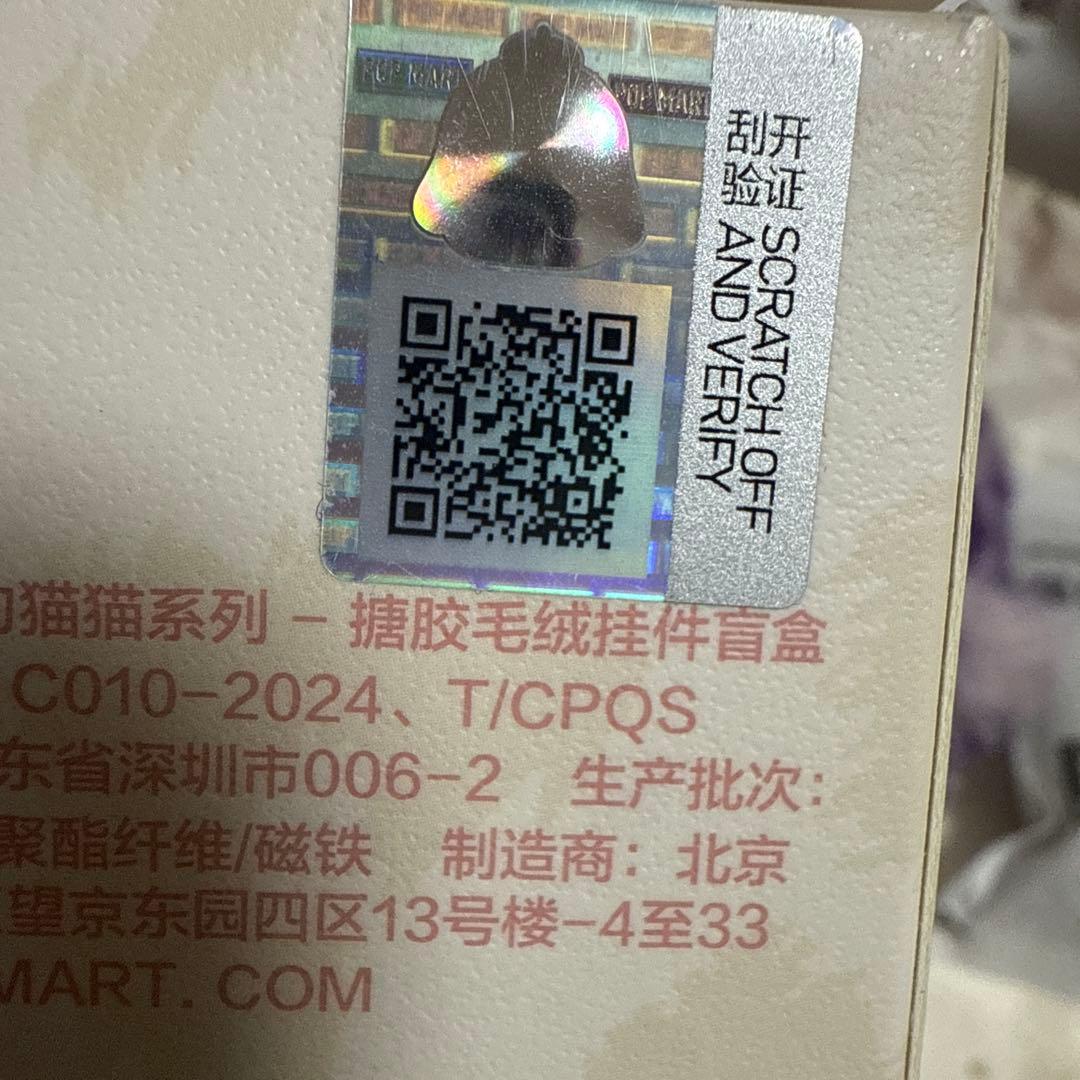 POP MART
POP MART
开 SCRATCH OFF
刮
证
验 AND VERIFY
猫猫系列 - 搪胶毛绒挂件盲盒
C010-2024、T/CPQS
东省深圳市006-2 生产批次:
聚酯纤维/磁铁 制造商: 北京
望京东园四区13号楼-4至33
MART. COM